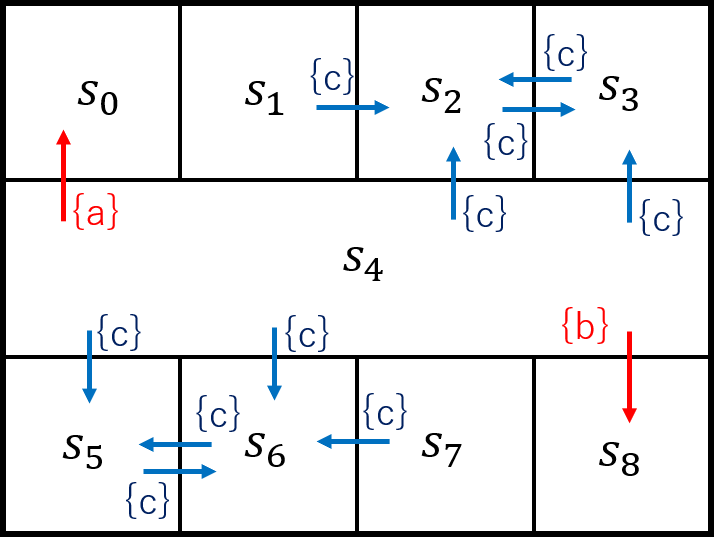 {c}
{c}
s₀ s₁ s₂ s₃
{c}
{a} {c} {c}
s₄
{c} {c} {b}
{c} {c}
s₅ s₆ s₇ s₈
{c}